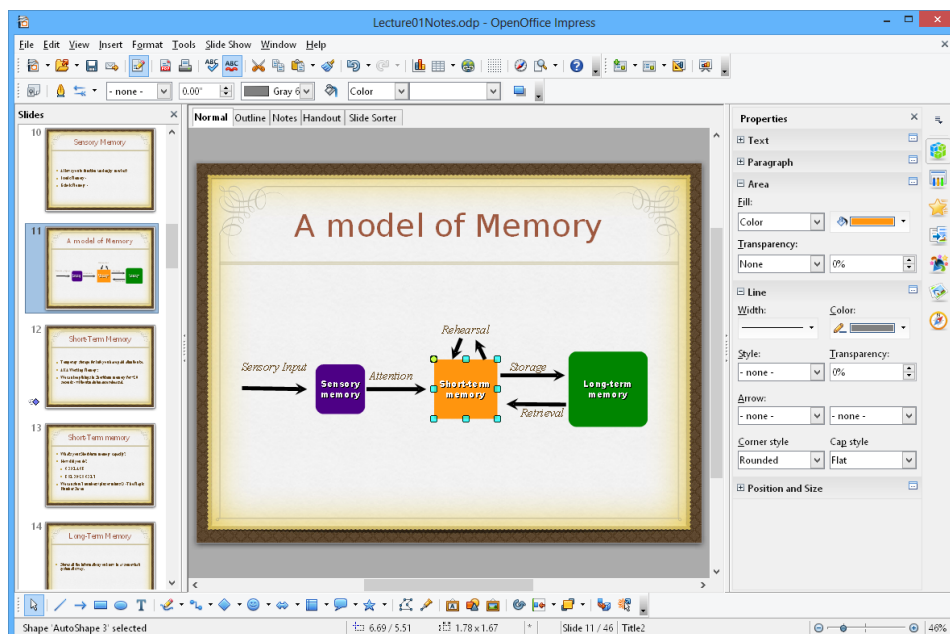 Lecture01Notes.odp - OpenOffice Impress
File Edit View Insert Format Tools Slide Show Window Help
- none - 0.00" Gray 6 Color
Slides
Normal Outline Notes Handout Slide Sorter
10
Sensory Memory
11
A model of Memory
12
Short-Term Memory
13
Short-Term memory
14
Long-Term Memory
A model of Memory
Rehearsal
Sensory Input
Attention
Storage
Sensory memory
Short-term memory
Long-term memory
Retrieval
Properties
Text
Paragraph
Area
Fill:
Color
Transparency:
None 0%
Line
Width: Color:
Style: Transparency:
- none - 0%
Arrow:
- none - - none -
Corner style Cap style
Rounded Flat
Position and Size
Shape 'AutoShape 3' selected 6.69 / 5.51 1.78 x 1.67 * Slide 11 / 46 Title2 46%